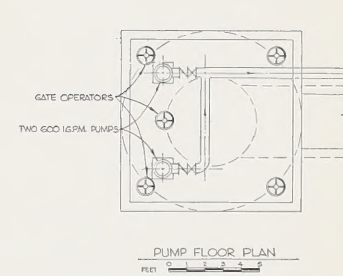 GATE OPERATORS
TWO 600 I.G.P.M. PUMPS
PUMP FLOOR PLAN
FEET 0 1 2 3 4 5